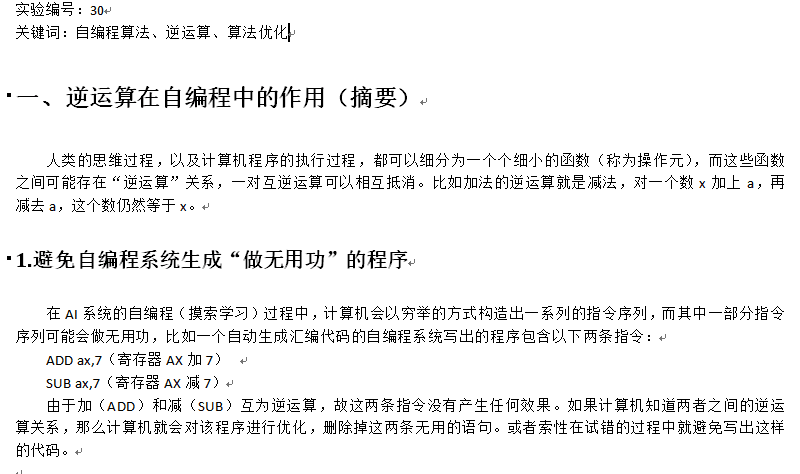 实验编号：30
关键词：自编程算法、逆运算、算法优化
一、逆运算在自编程中的作用（摘要）
人类的思维过程，以及计算机程序的执行过程，都可以细分为一个个细小的函数（称为操作元），而这些函数
之间可能存在“逆运算”关系，一对互逆运算可以相互抵消。比如加法的逆运算就是减法，对一个数 x 加上 a，再
减去 a，这个数仍然等于 x。
1.避免自编程系统生成“做无用功”的程序
在 AI 系统的自编程（摸索学习）过程中，计算机会以穷举的方式构造出一系列的指令序列，而其中一部分指令
序列可能会做无用功，比如一个自动生成汇编代码的自编程系统写出的程序包含以下两条指令：
ADD ax,7（寄存器 AX 加 7）
SUB ax,7（寄存器 AX 减 7）
由于加（ADD）和减（SUB）互为逆运算，故这两条指令没有产生任何效果。如果计算机知道两者之间的逆运
算关系，那么计算机就会对该程序进行优化，删除掉这两条无用的语句。或者索性在试错的过程中就避免写出这样
的代码。